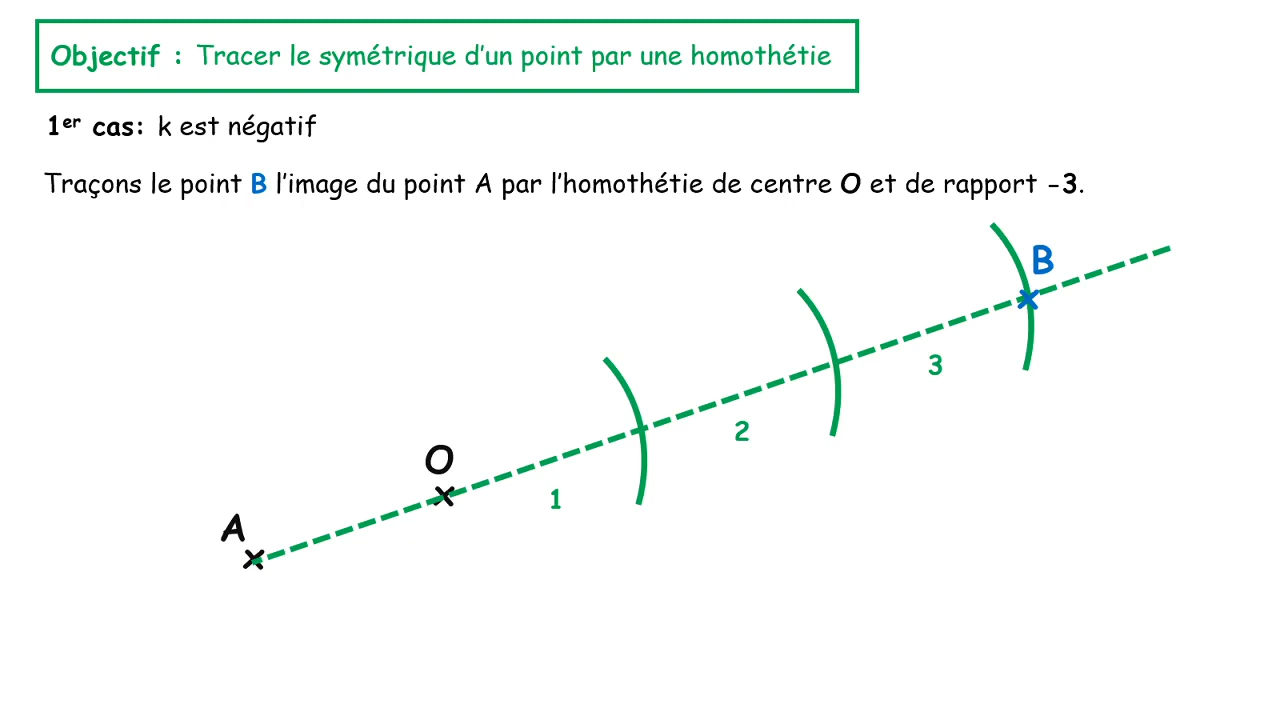 Objectif : Tracer le symétrique d’un point par une homothétie
1er cas: k est négatif
Traçons le point B l’image du point A par l’homothétie de centre O et de rapport -3.
B
3
2
O
1
A